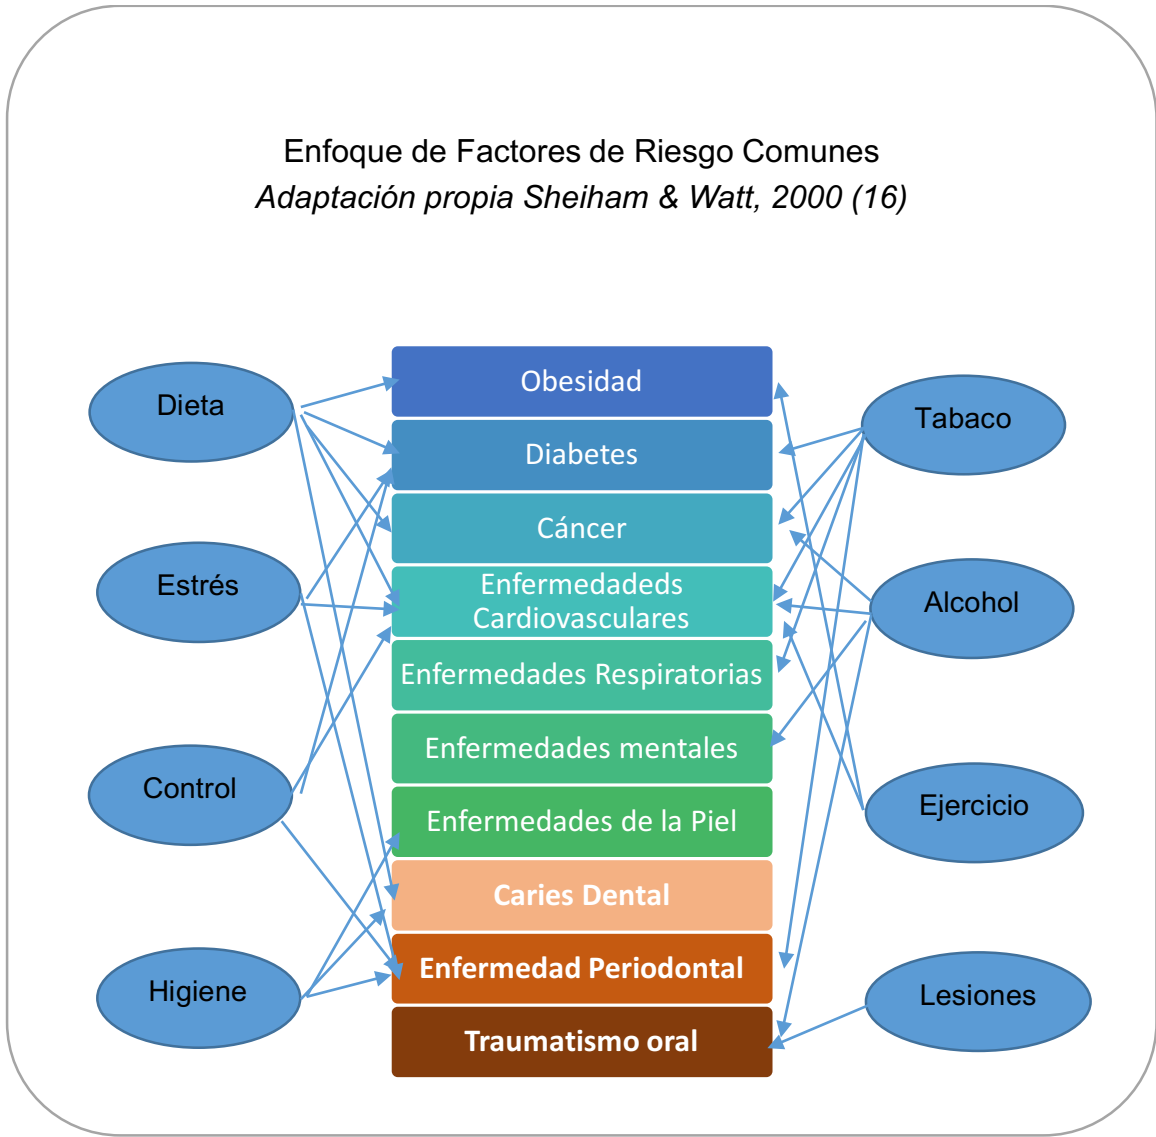 Enfoque de Factores de Riesgo Comunes
Adaptación propia Sheiham & Watt, 2000 (16)
Dieta
Estrés
Control
Higiene
Obesidad
Diabetes
Cáncer
Enfermedadeds
Cardiovasculares
Enfermedades Respiratorias
Enfermedades mentales
Enfermedades de la Piel
Caries Dental
Enfermedad Periodontal
Traumatismo oral
Tabaco
Alcohol
Ejercicio
Lesiones